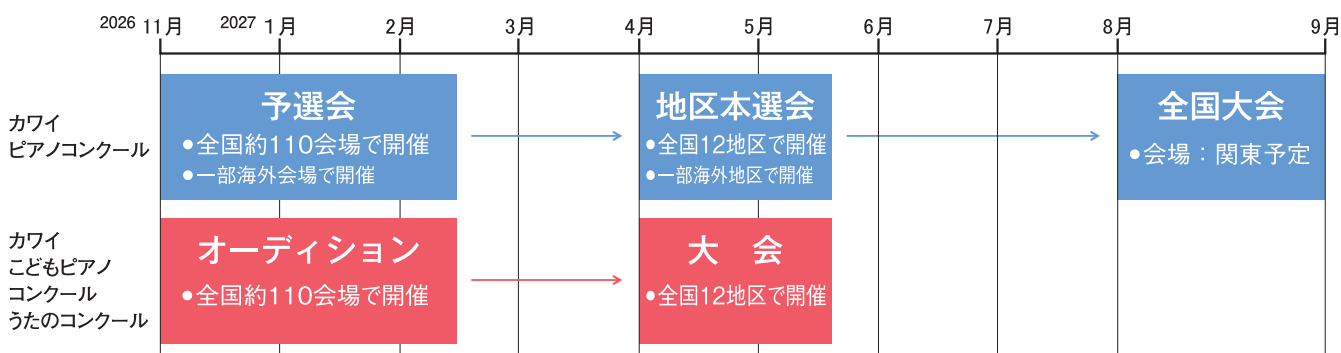 2026 11月 2027 1月 2月 3月 4月 5月 6月 7月 8月 9月
カワイ
ピアノコンクール
予選会
●全国約110会場で開催
●一部海外会場で開催
地区本選会
●全国12地区で開催
●一部海外地区で開催
全国大会
●会場：関東予定
カワイ
こどもピアノ
コンクール
うたのコンクール
オーディション
●全国約110会場で開催
大　会
●全国12地区で開催